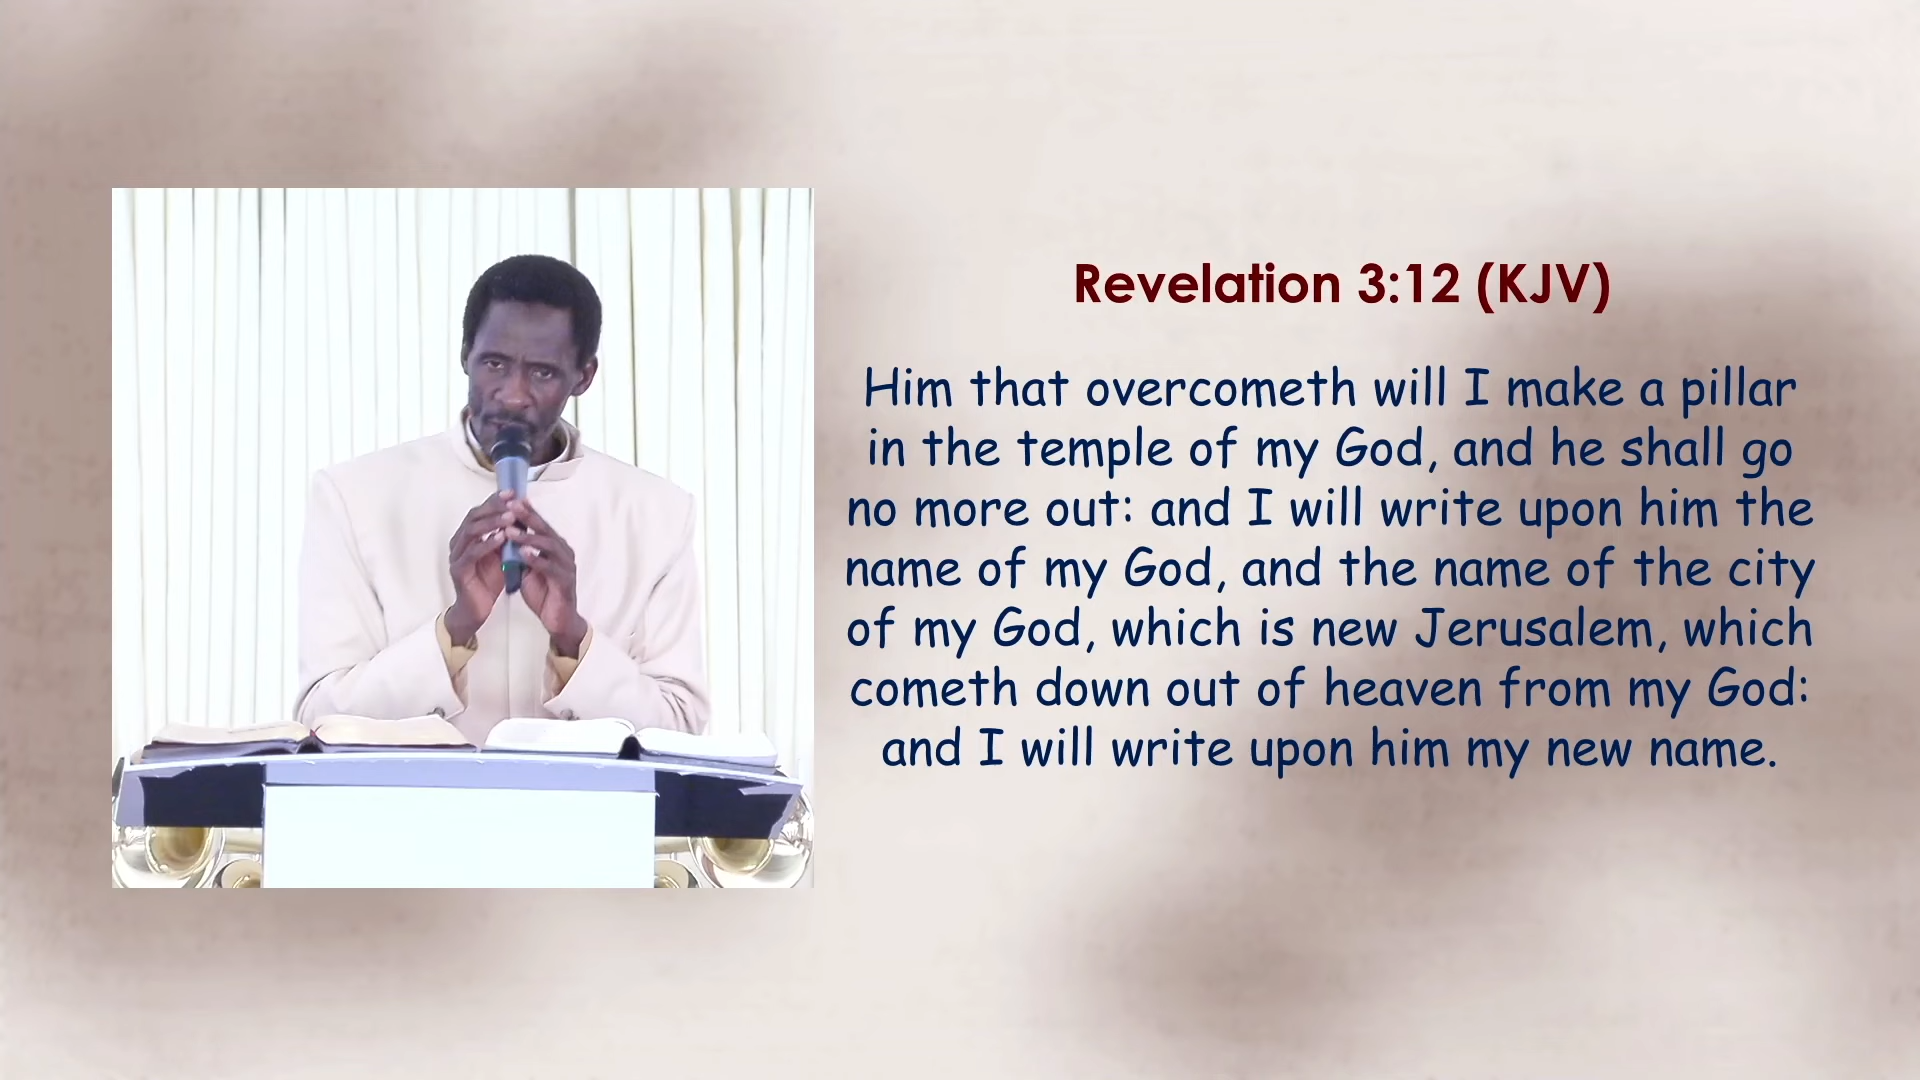 Revelation 3:12 (KJV)
Him that overcometh will I make a pillar
in the temple of my God, and he shall go
no more out: and I will write upon him the
name of my God, and the name of the city
of my God, which is new Jerusalem, which
cometh down out of heaven from my God:
and I will write upon him my new name.